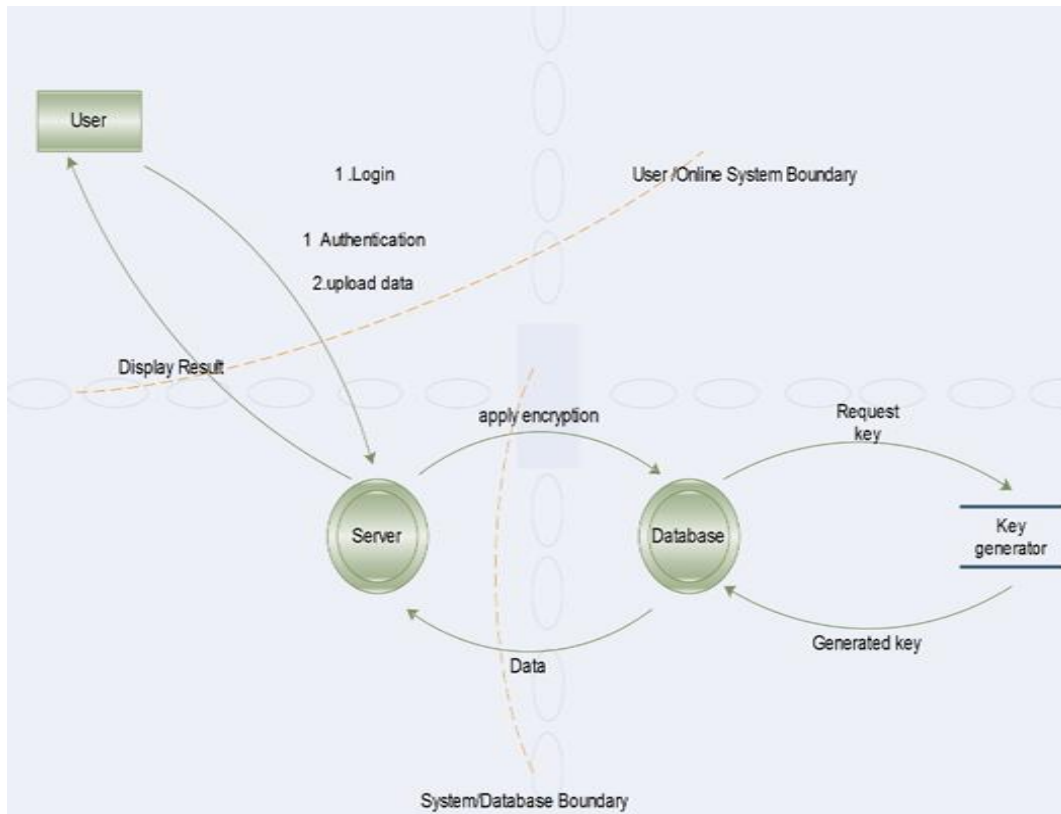 User
1 .Login
User /Online System Boundary
1 Authentication
2.upload data
Display Result
apply encryption
Request
key
Server
Database
Key
generator
Generated key
Data
System/Database Boundary